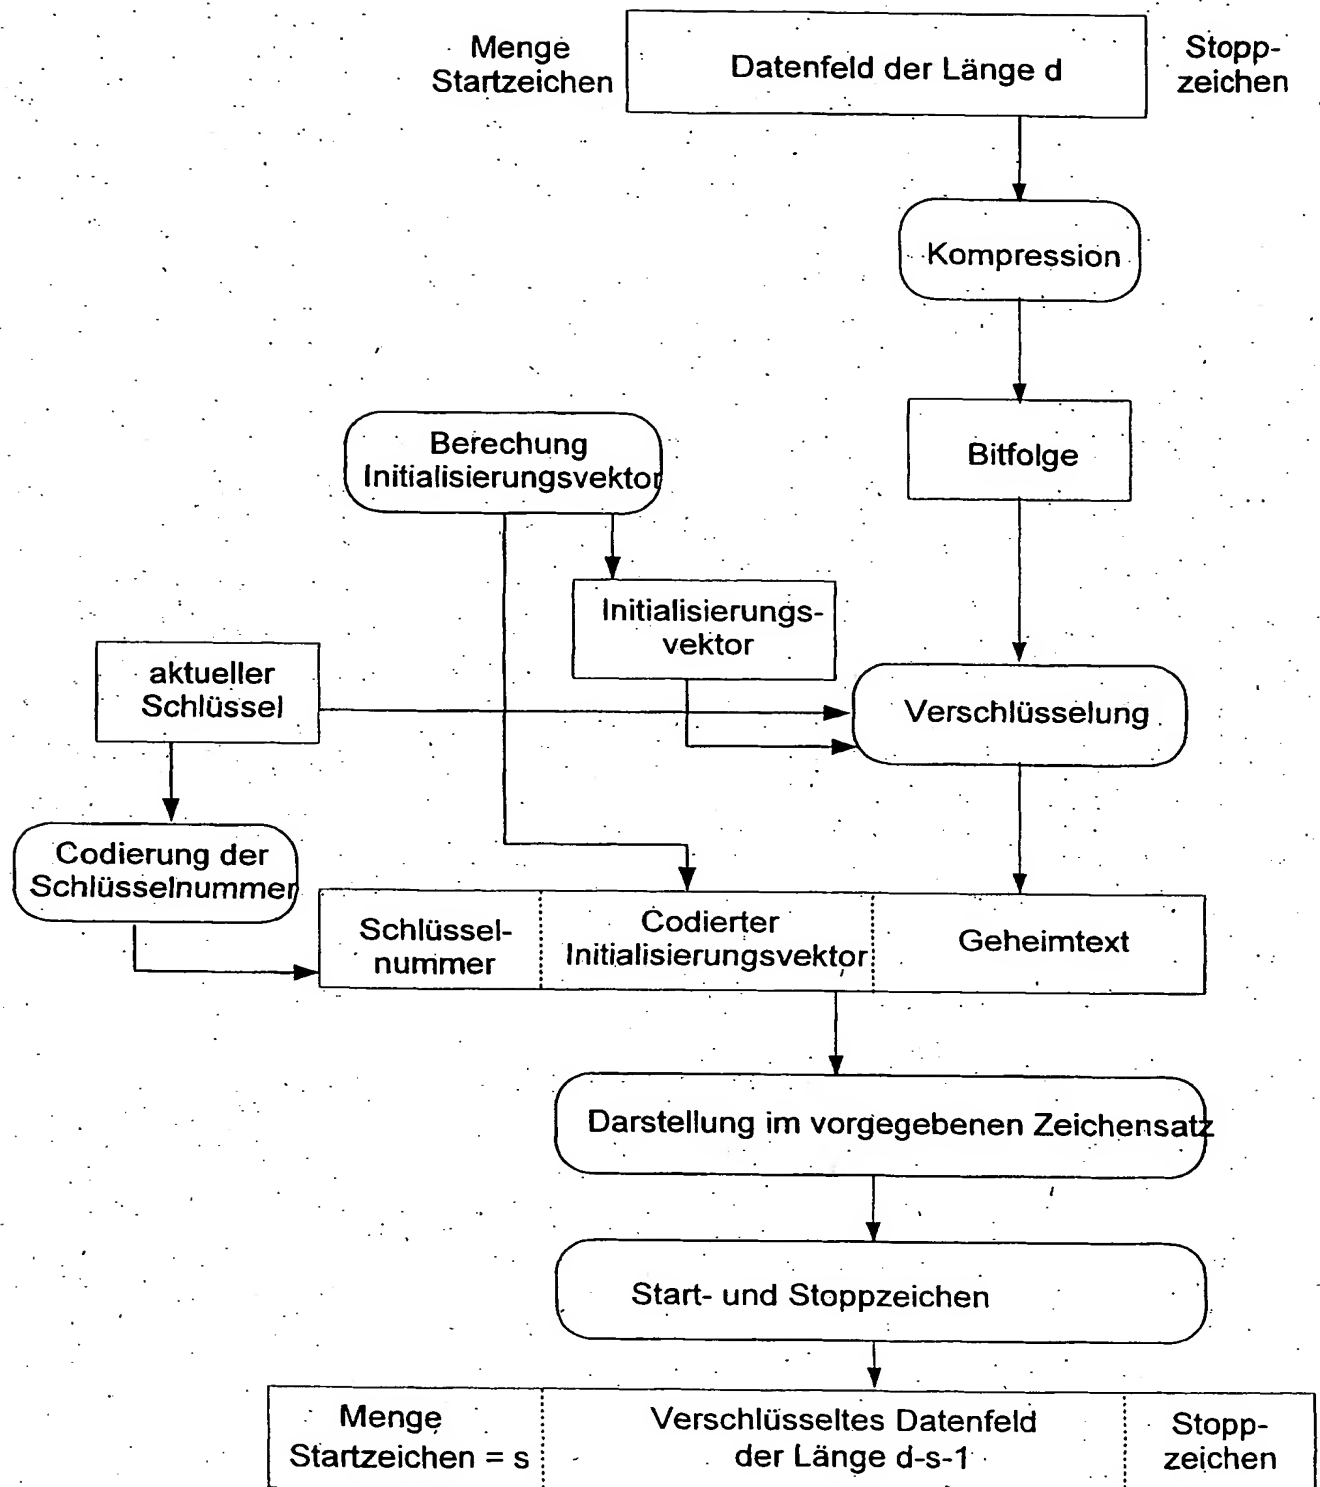 Menge
Startzeichen
Datenfeld der Länge d
Stopp-
zeichen
Kompression
Berechung
Initialisierungsvektor
Bitfolge
Initialisierungs-
vektor
aktueller
Schlüssel
Verschlüsselung
Codierung der
Schlüsselnummer
Schlüssel-
nummer
Codierter
Initialisierungsvektor
Geheimtext
Darstellung im vorgegebenen Zeichensatz
Start- und Stoppzeichen
Menge
Startzeichen = s
Verschlüsseltes Datenfeld
der Länge d-s-1
Stopp-
zeichen